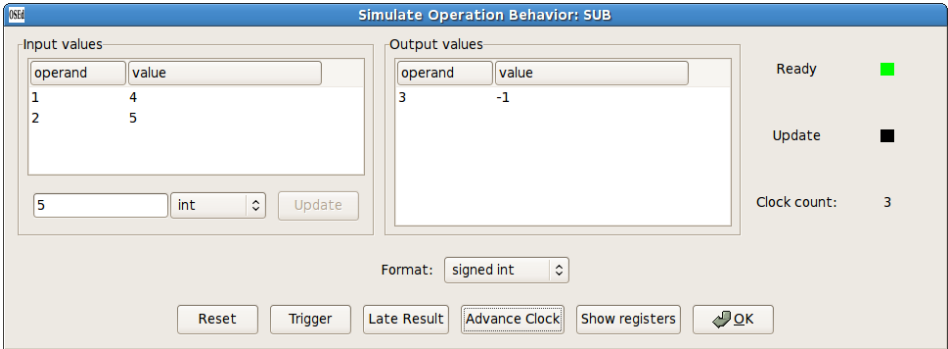 OSEd Simulate Operation Behavior: SUB
Input values
operand value
1 4
2 5
5 int Update
Output values
operand value
3 -1
Ready
Update
Clock count: 3
Format: signed int
Reset Trigger Late Result Advance Clock Show registers OK